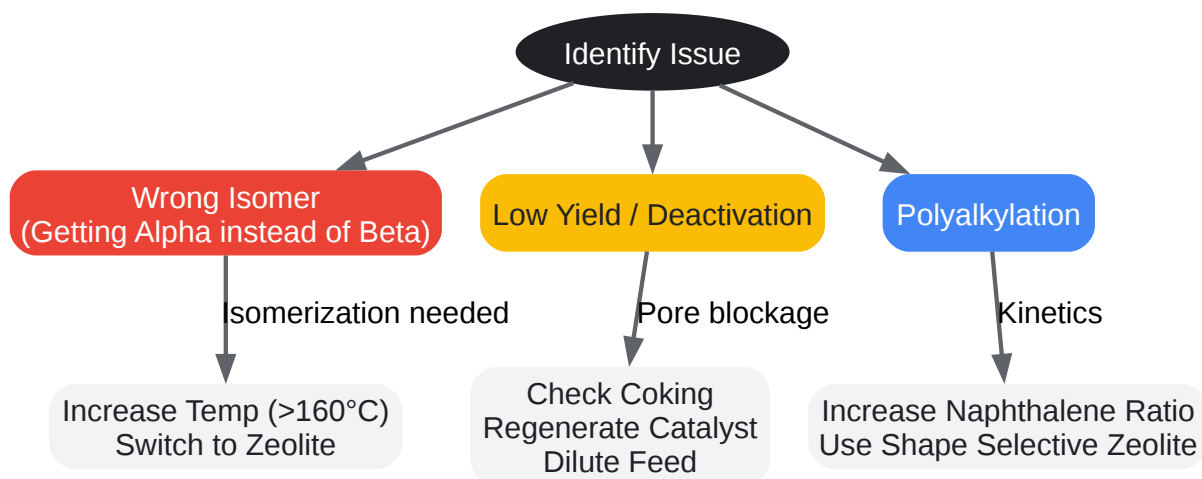 Identify Issue
Wrong Isomer
(Getting Alpha instead of Beta)
Low Yield / Deactivation
Polyalkylation
Isomerization needed
Pore blockage
Kinetics
Increase Temp (>160°C)
Switch to Zeolite
Check Coking
Regenerate Catalyst
Dilute Feed
Increase Naphthalene Ratio
Use Shape Selective Zeolite